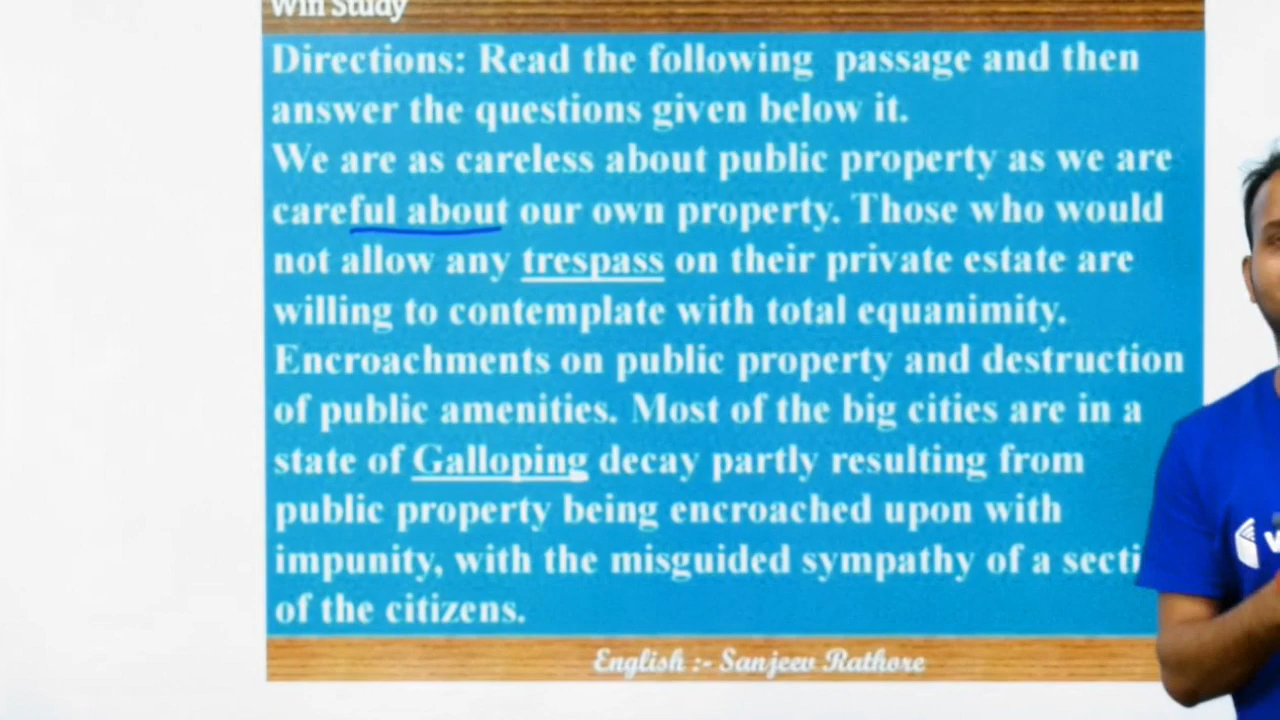 Win Study
Directions: Read the following passage and then
answer the questions given below it.
We are as careless about public property as we are
careful about our own property. Those who would
not allow any trespass on their private estate are
willing to contemplate with total equanimity.
Encroachments on public property and destruction
of public amenities. Most of the big cities are in a
state of Galloping decay partly resulting from
public property being encroached upon with
impunity, with the misguided sympathy of a secti
of the citizens.
English :- Sanjeev Rathore